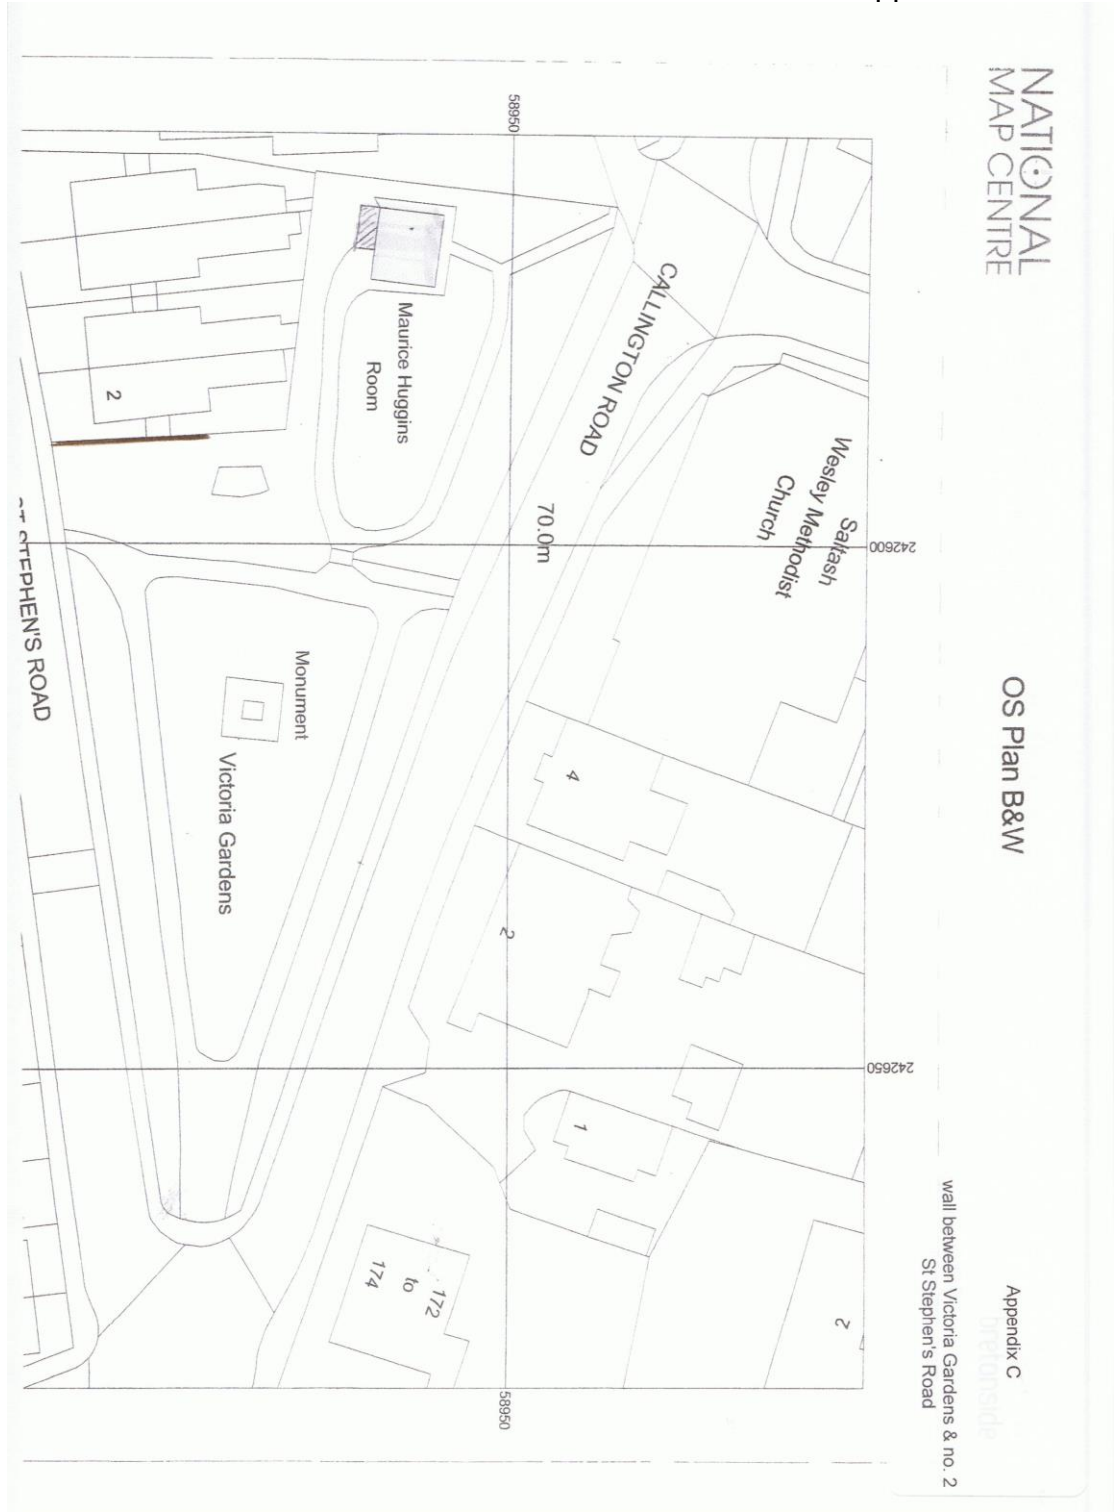 NATIONAL
MAP CENTRE
OS Plan B&W
Appendix C
bretonside
wall between Victoria Gardens & no. 2
St Stephen's Road
58950
242600
242650
58950
CALLINGTON ROAD
Saltash
Wesley Methodist
Church
70.0m
Maurice Huggins
Room
2
4
2
1
2
172
to
174
Monument
Victoria Gardens
ST STEPHEN'S ROAD